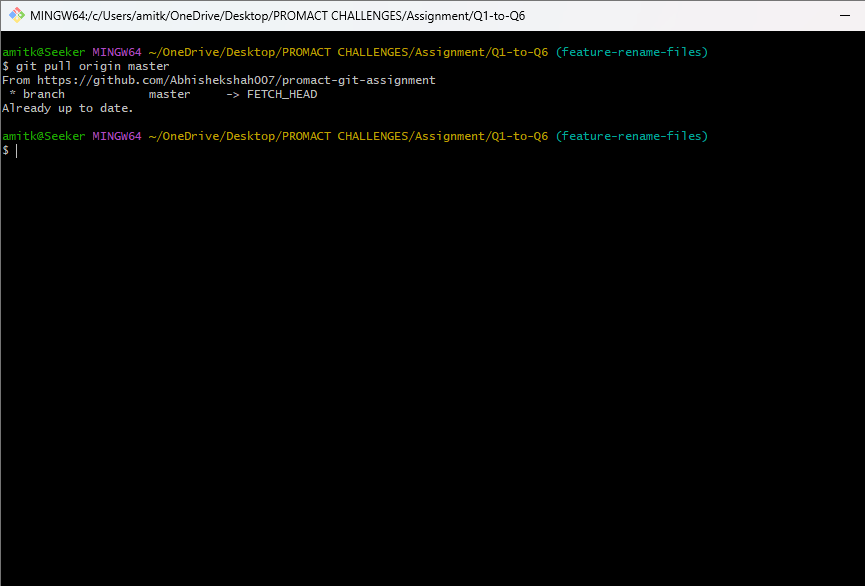 MINGW64:/c/Users/amitk/OneDrive/Desktop/PROMACT CHALLENGES/Assignment/Q1-to-Q6
amitk@Seeker MINGW64 ~/OneDrive/Desktop/PROMACT CHALLENGES/Assignment/Q1-to-Q6 (feature-rename-files)
$ git pull origin master
From https://github.com/Abhishekshah007/promact-git-assignment
 * branch            master     -> FETCH_HEAD
Already up to date.
amitk@Seeker MINGW64 ~/OneDrive/Desktop/PROMACT CHALLENGES/Assignment/Q1-to-Q6 (feature-rename-files)
$